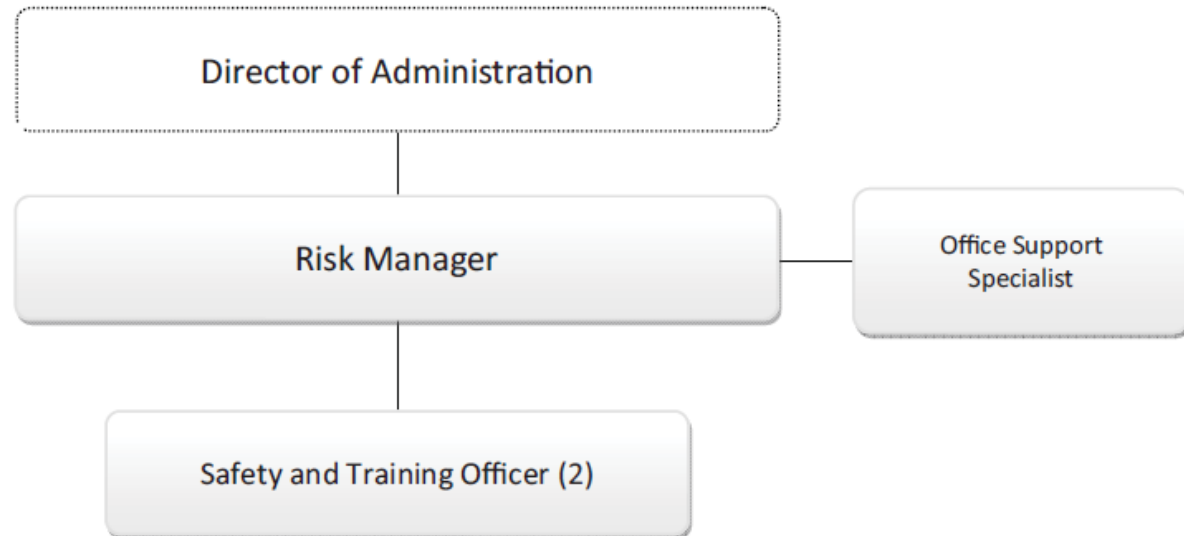 Director of Administration
Risk Manager
Office Support
Specialist
Safety and Training Officer (2)